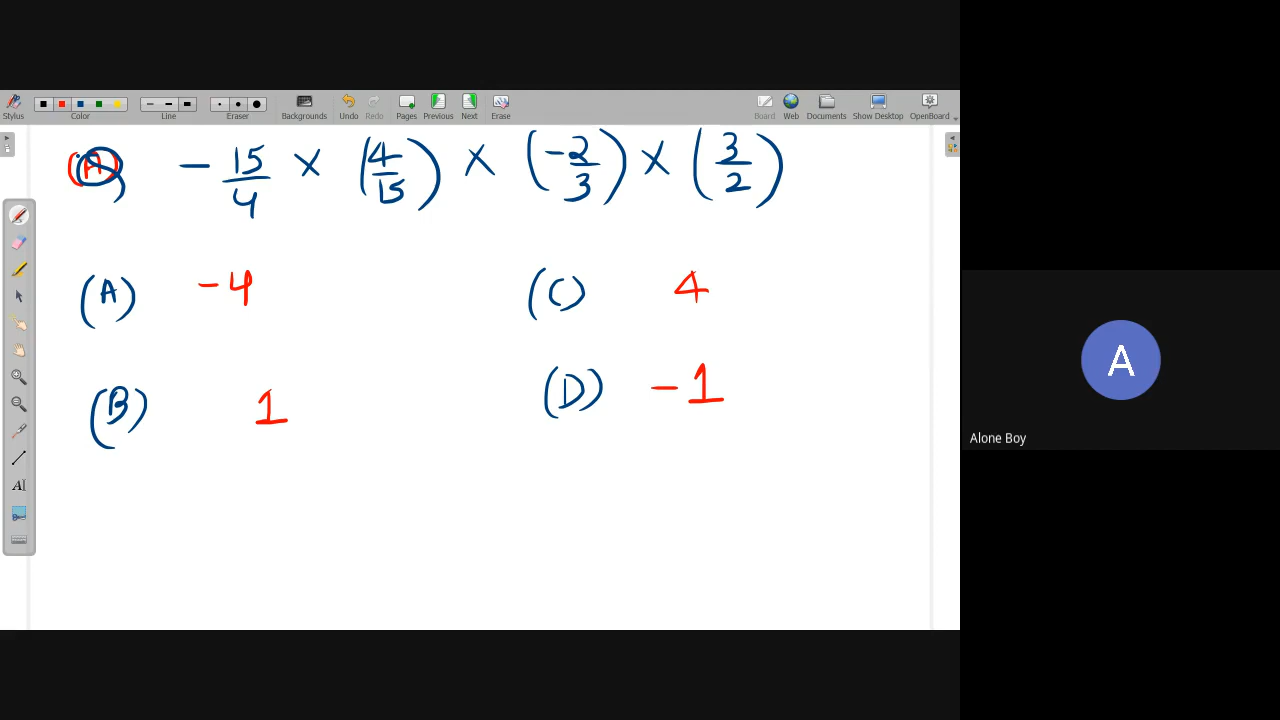 Stylus Color Line Eraser Backgrounds Undo Redo Pages Previous Next Erase Board Web Documents Show Desktop OpenBoard
(A) Q - 15/4 × (4/15) × (-2/3) × (3/2)
(A) -4 (C) 4
(B) 1 (D) -1
A
Alone Boy